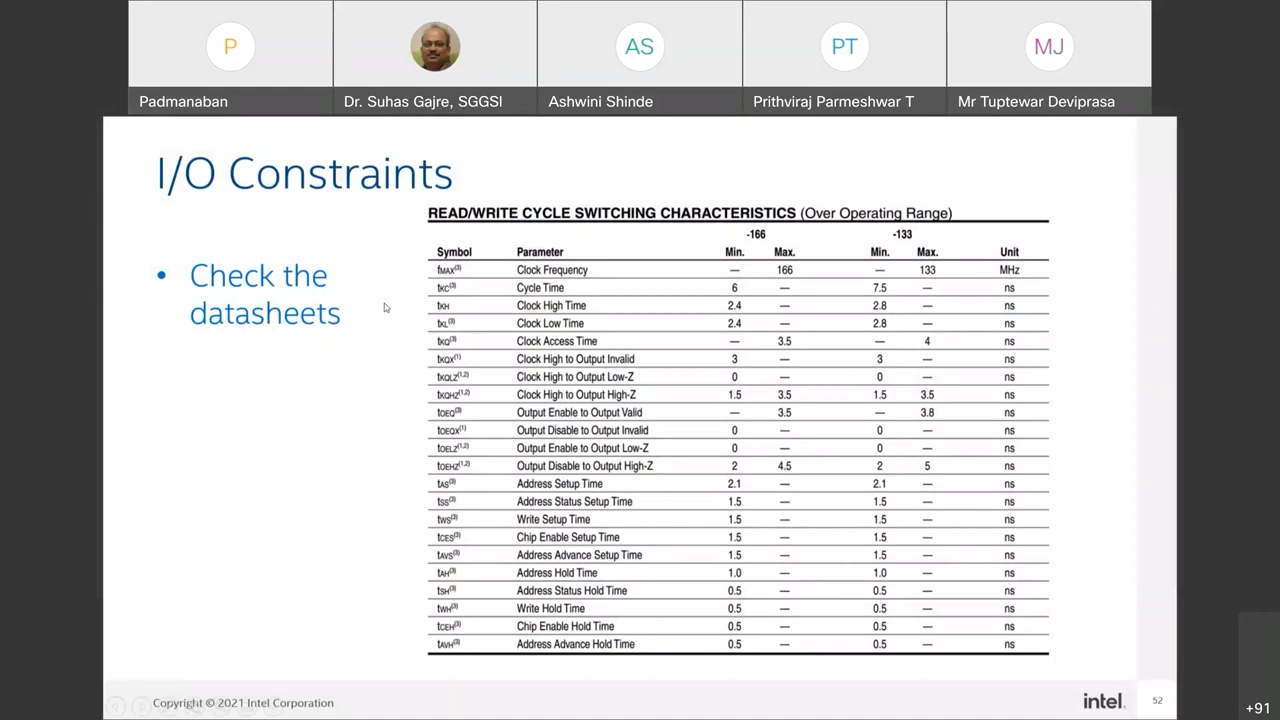 P
AS
PT
MJ
Padmanaban
Dr. Suhas Gajre, SGGSI
Ashwini Shinde
Prithviraj Parmeshwar T
Mr Tuptewar Deviprasa
I/O Constraints
• Check the
datasheets
READ/WRITE CYCLE SWITCHING CHARACTERISTICS (Over Operating Range)
-166 -133
Symbol Parameter Min. Max. Min. Max. Unit
fMAX(3) Clock Frequency — 166 — 133 MHz
tKC(3) Cycle Time 6 — 7.5 — ns
tKH Clock High Time 2.4 — 2.8 — ns
tKL(3) Clock Low Time 2.4 — 2.8 — ns
tKQ(3) Clock Access Time — 3.5 — 4 ns
tKQX(1) Clock High to Output Invalid 3 — 3 — ns
tKQLZ(1,2) Clock High to Output Low-Z 0 — 0 — ns
tKQHZ(1,2) Clock High to Output High-Z 1.5 3.5 1.5 3.5 ns
tOEQ(3) Output Enable to Output Valid — 3.5 — 3.8 ns
tOEQX(1) Output Disable to Output Invalid 0 — 0 — ns
tOELZ(1,2) Output Enable to Output Low-Z 0 — 0 — ns
tOEHZ(1,2) Output Disable to Output High-Z 2 4.5 2 5 ns
tAS(3) Address Setup Time 2.1 — 2.1 — ns
tSS(3) Address Status Setup Time 1.5 — 1.5 — ns
tWS(3) Write Setup Time 1.5 — 1.5 — ns
tCES(3) Chip Enable Setup Time 1.5 — 1.5 — ns
tAVS(3) Address Advance Setup Time 1.5 — 1.5 — ns
tAH(3) Address Hold Time 1.0 — 1.0 — ns
tSH(3) Address Status Hold Time 0.5 — 0.5 — ns
tWH(3) Write Hold Time 0.5 — 0.5 — ns
tCEH(3) Chip Enable Hold Time 0.5 — 0.5 — ns
tAVH(3) Address Advance Hold Time 0.5 — 0.5 — ns
Copyright © 2021 Intel Corporation
intel.
52
+91